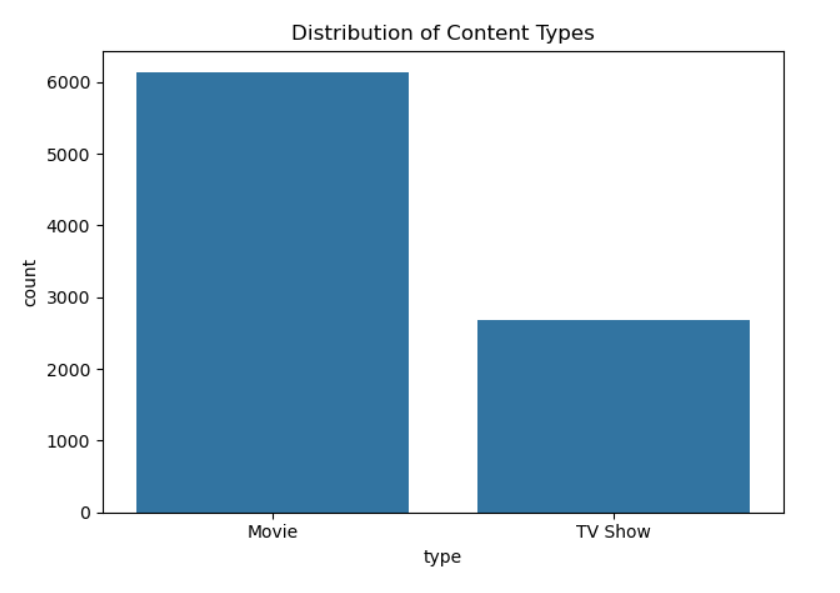 Distribution of Content Types
6000
5000
4000
3000
2000
1000
0
count
Movie
TV Show
type